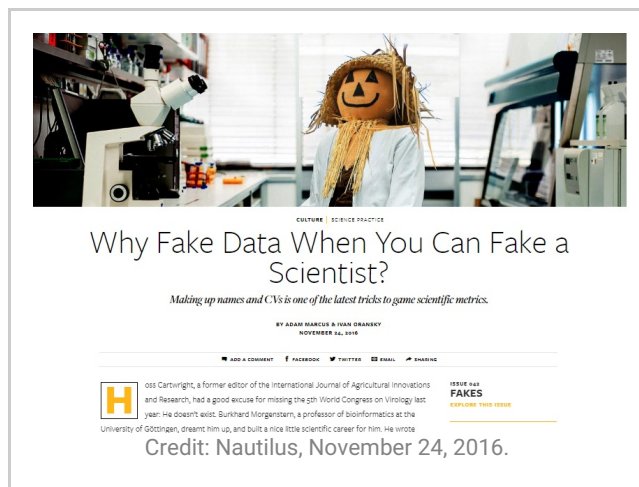 CULTURE | SCIENCE PRACTICE
Why Fake Data When You Can Fake a
Scientist?
Making up names and CVs is one of the latest tricks to game scientific metrics.
BY ADAM MARCUS & IVAN ORANSKY
NOVEMBER 24, 2016
ADD A COMMENT FACEBOOK TWITTER EMAIL SHARING
Hoss Cartwright, a former editor of the International Journal of Agricultural Innovations
and Research, had a good excuse for missing the 5th World Congress on Virology last
year: He doesn't exist. Burkhard Morgenstern, a professor of bioinformatics at the
University of Göttingen, dreamt him up, and built a nice little scientific career for him. He wrote
ISSUE 042
FAKES
EXPLORE THIS ISSUE
Credit: Nautilus, November 24, 2016.